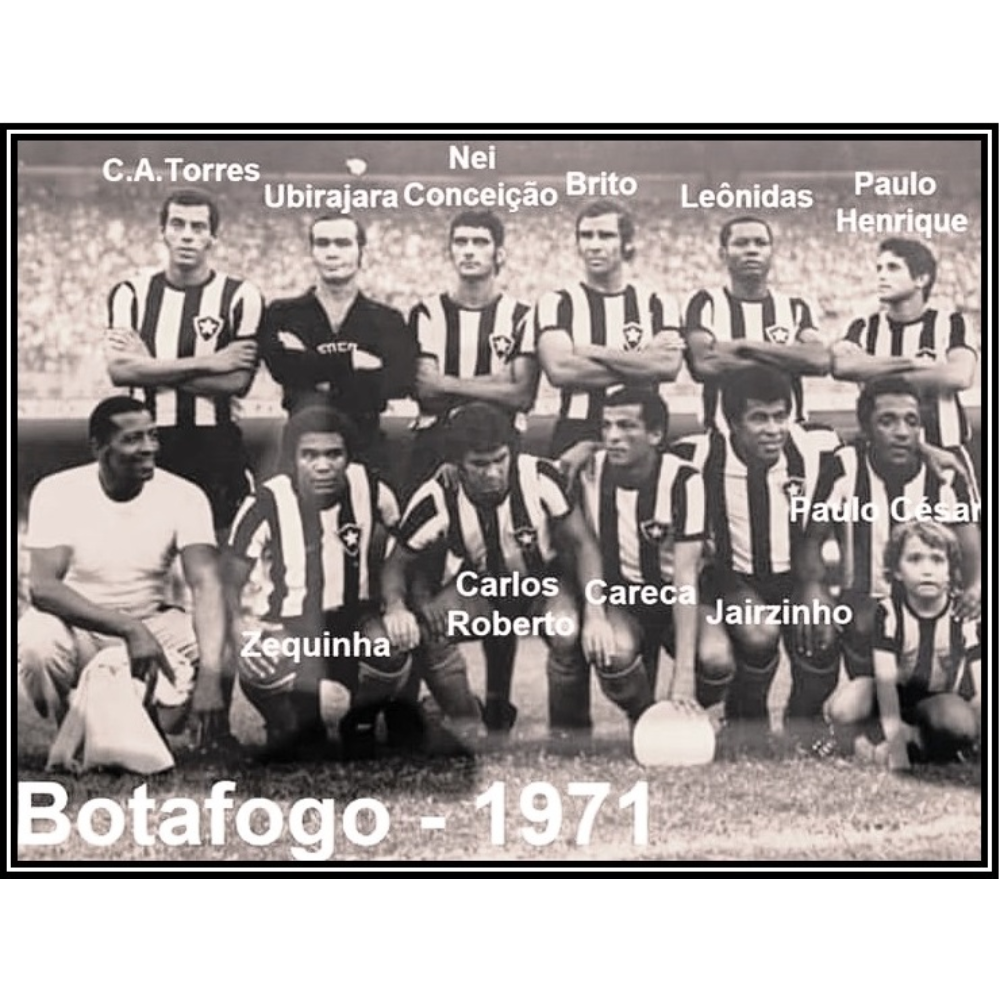 C.A.Torres
Ubirajara
Nei
Conceição
Brito
Leônidas
Paulo
Henrique
Paulo César
Zequinha
Carlos
Roberto
Careca
Jairzinho
Botafogo - 1971